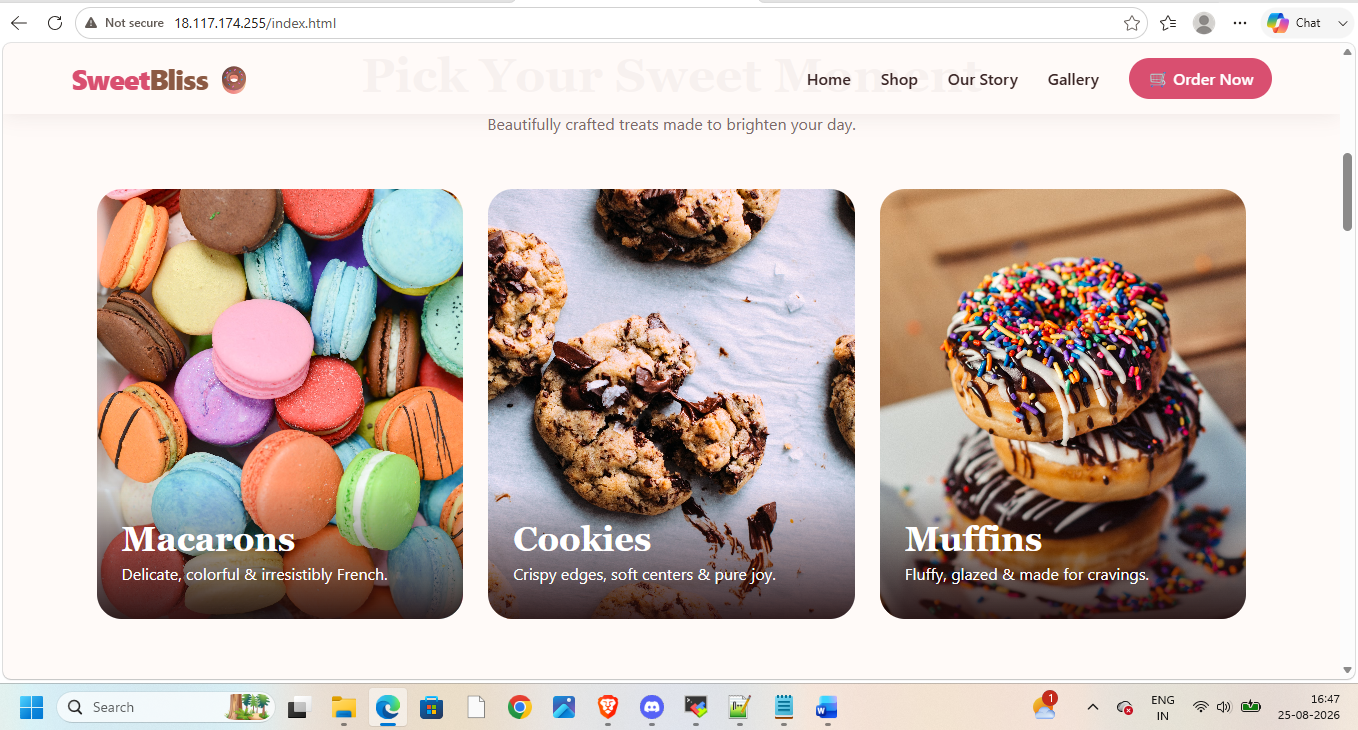 Not secure 18.117.174.255/index.html
Chat
SweetBliss
Pick Your Sweet Moment
Home Shop Our Story Gallery Order Now
Beautifully crafted treats made to brighten your day.
Macarons
Delicate, colorful & irresistibly French.
Cookies
Crispy edges, soft centers & pure joy.
Muffins
Fluffy, glazed & made for cravings.
Search
1
ENG
IN
16:47
25-08-2026